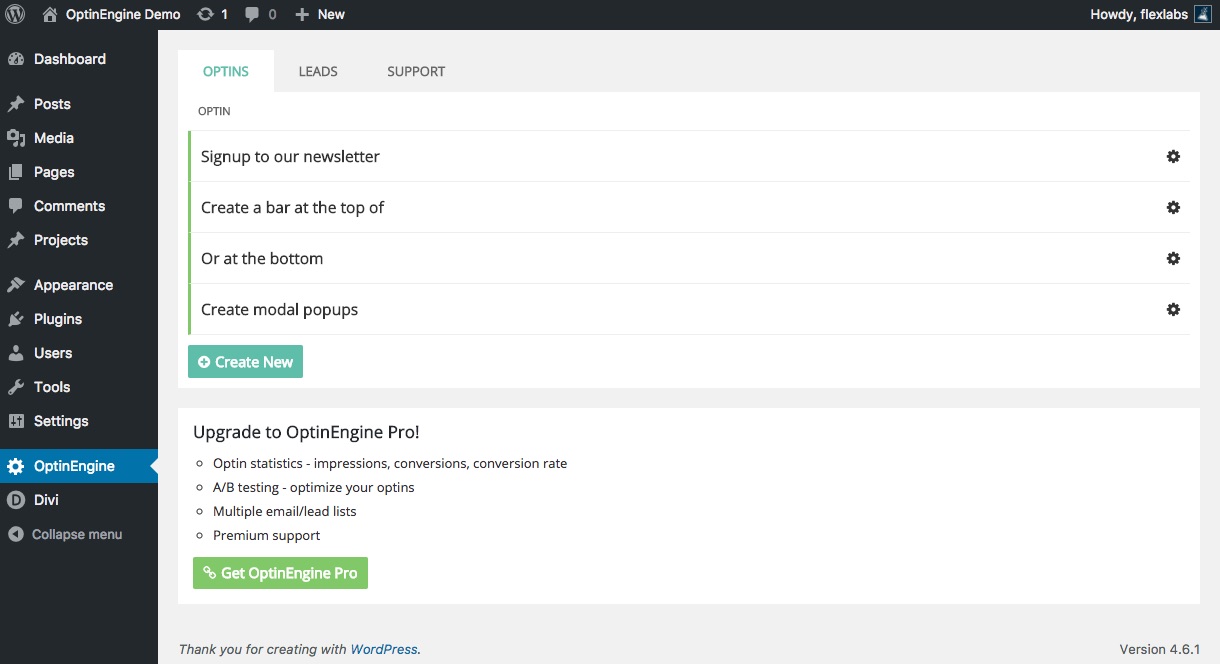 OptinEngine Demo 1 0 New Howdy, flexlabs
Dashboard
Posts
Media
Pages
Comments
Projects
Appearance
Plugins
Users
Tools
Settings
OptinEngine
Divi
Collapse menu
OPTINS LEADS SUPPORT
OPTIN
Signup to our newsletter
Create a bar at the top of
Or at the bottom
Create modal popups
Create New
Upgrade to OptinEngine Pro!
Optin statistics - impressions, conversions, conversion rate
A/B testing - optimize your optins
Multiple email/lead lists
Premium support
Get OptinEngine Pro
Thank you for creating with WordPress. Version 4.6.1